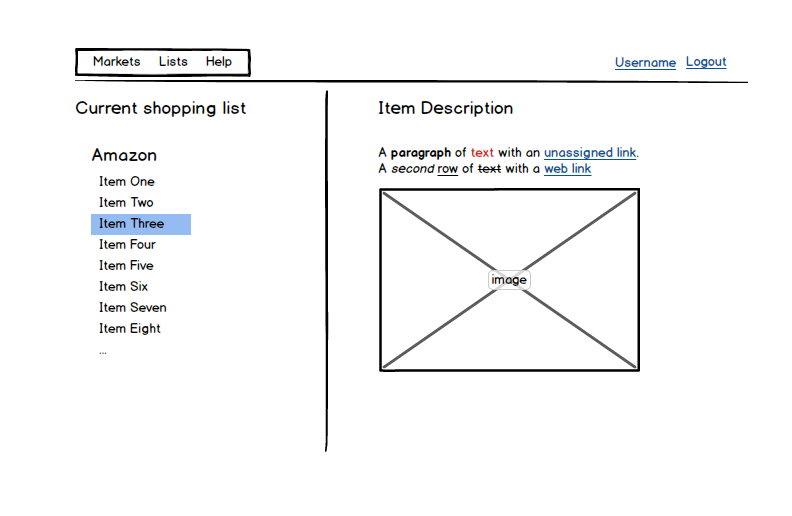 Markets Lists Help
Username Logout
Current shopping list
Amazon
Item One
Item Two
Item Three
Item Four
Item Five
Item Six
Item Seven
Item Eight
...
Item Description
A paragraph of text with an unassigned link.
A second row of text with a web link
image